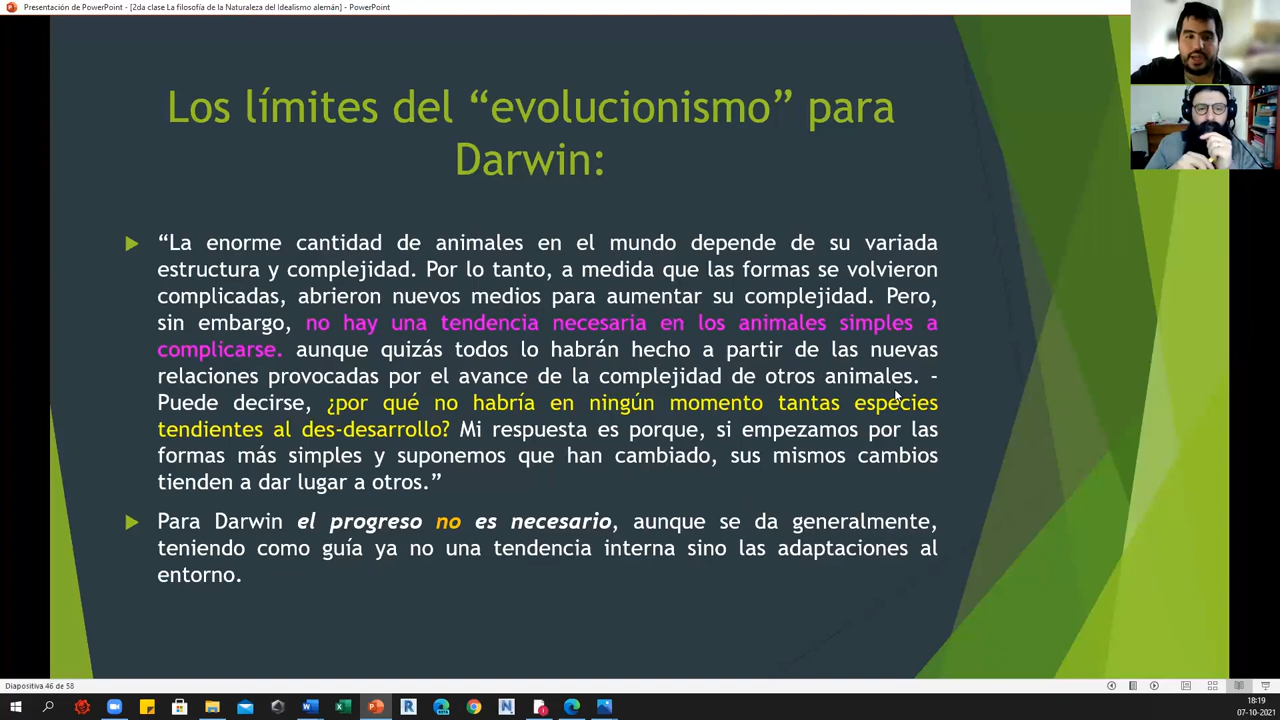 Presentación de PowerPoint - [2da clase La filosofía de la Naturaleza del Idealismo alemán] - PowerPoint
Los límites del “evolucionismo” para
Darwin:
“La enorme cantidad de animales en el mundo depende de su variada
estructura y complejidad. Por lo tanto, a medida que las formas se volvieron
complicadas, abrieron nuevos medios para aumentar su complejidad. Pero,
sin embargo, no hay una tendencia necesaria en los animales simples a
complicarse. aunque quizás todos lo habrán hecho a partir de las nuevas
relaciones provocadas por el avance de la complejidad de otros animales. -
Puede decirse, ¿por qué no habría en ningún momento tantas especies
tendientes al des-desarrollo? Mi respuesta es porque, si empezamos por las
formas más simples y suponemos que han cambiado, sus mismos cambios
tienden a dar lugar a otros.”
Para Darwin el progreso no es necesario, aunque se da generalmente,
teniendo como guía ya no una tendencia interna sino las adaptaciones al
entorno.
Diapositiva 46 de 58
18:19
07-10-2021